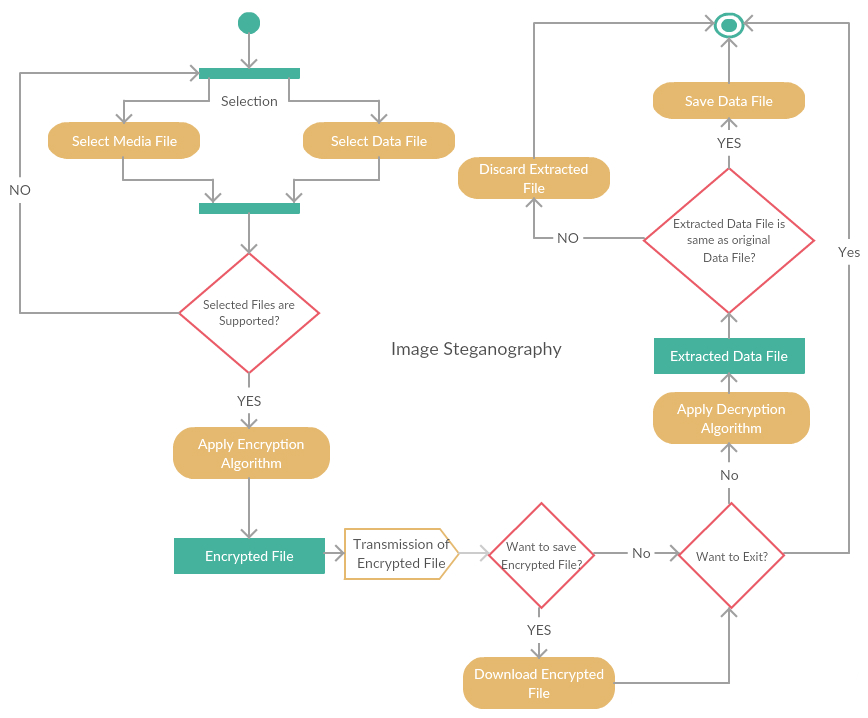 Selection
Select Media File
Select Data File
NO
Selected Files are
Supported?
YES
Apply Encryption
Algorithm
Encrypted File
Transmission of
Encrypted File
Want to save
Encrypted File?
YES
Download Encrypted
File
No
Want to Exit?
Yes
No
Apply Decryption
Algorithm
Extracted Data File
Extracted Data File is
same as original
Data File?
NO
Discard Extracted
File
YES
Save Data File
Image Steganography